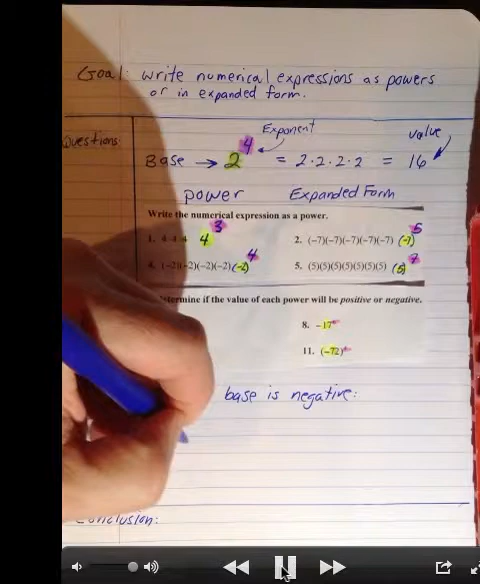 Goal: write numerical expressions as powers
or in expanded form.
Questions:
Exponent
value
Base → 2⁴ = 2·2·2·2 = 16
power Expanded Form
Write the numerical expression as a power.
1. 4·4·4 4³ 2. (−7)(−7)(−7)(−7)(−7) (-7)⁵
4. (−2)(−2)(−2)(−2) (-2)⁴ 5. (5)(5)(5)(5)(5)(5)(5) (5)⁷
termine if the value of each power will be positive or negative.
8. −17
11. (−72)
base is negative:
Conclusion: